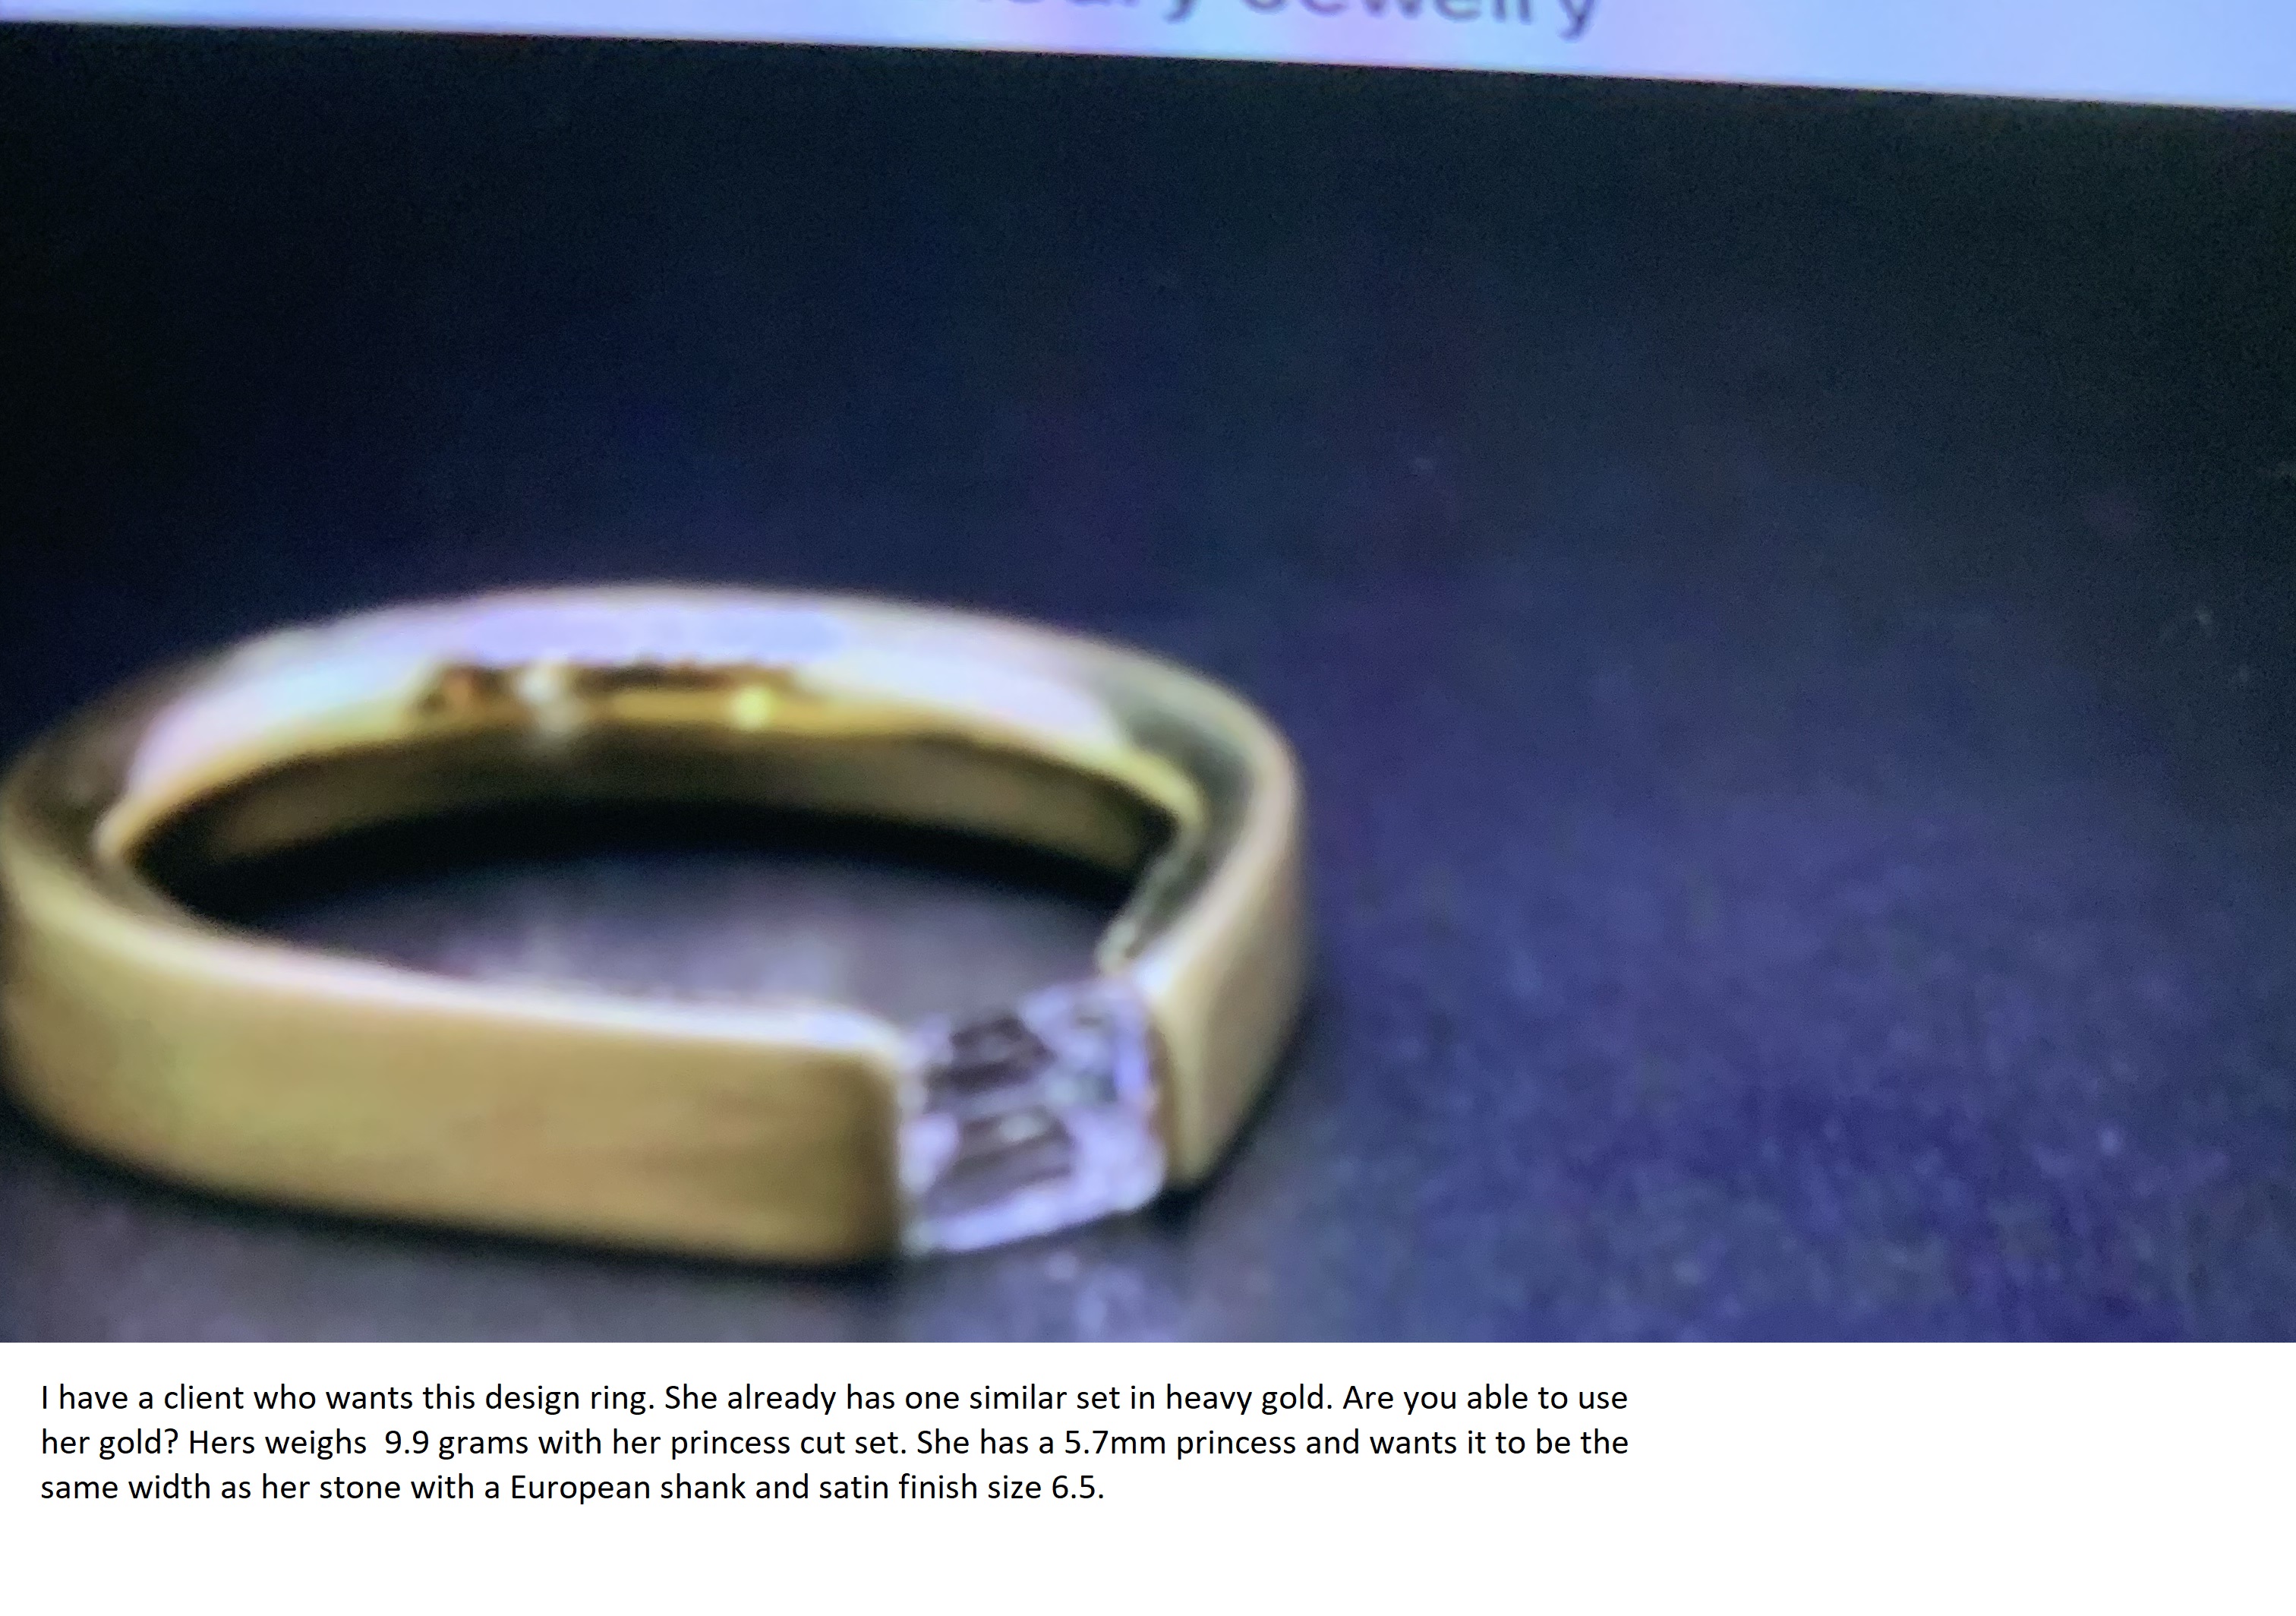 Jewelry
I have a client who wants this design ring. She already has one similar set in heavy gold. Are you able to use
her gold? Hers weighs  9.9 grams with her princess cut set. She has a 5.7mm princess and wants it to be the
same width as her stone with a European shank and satin finish size 6.5.